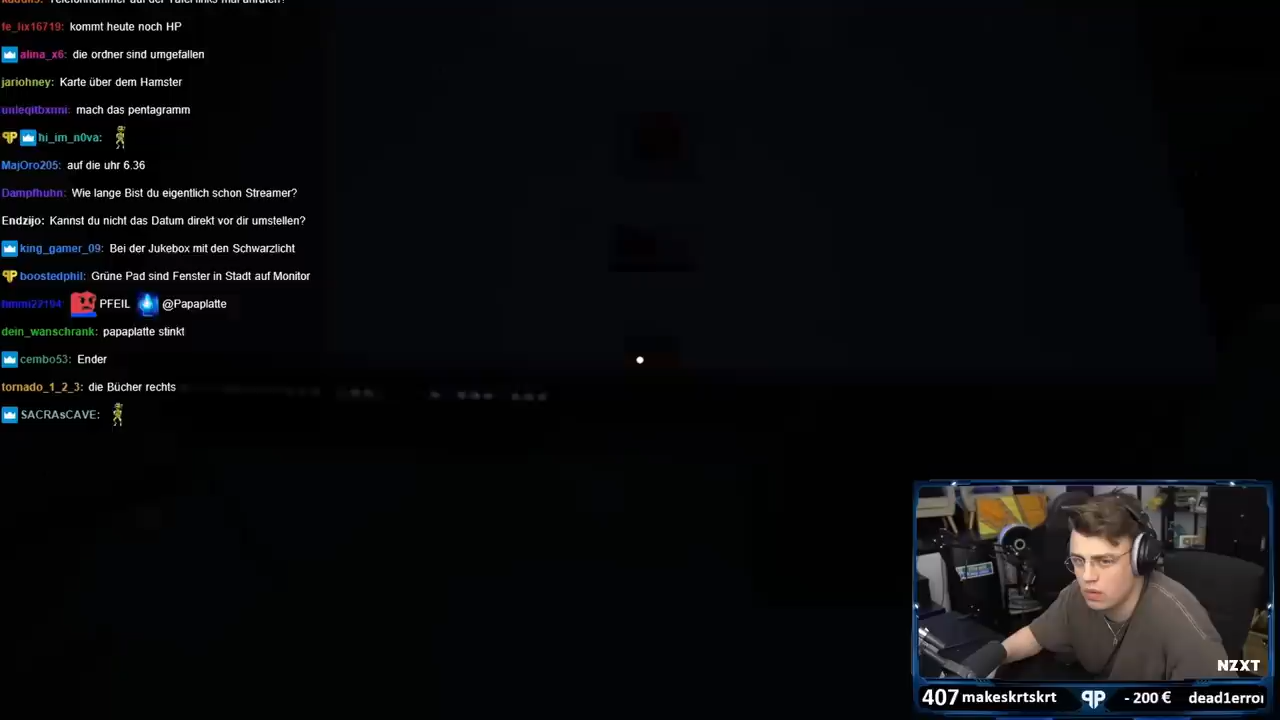 fe_lix16719: kommt heute noch HP
alina_x6: die ordner sind umgefallen
jariohney: Karte über dem Hamster
mach das pentagramm
hi_im_n0va:
MajOro205: auf die uhr 6.36
Dampfhuhn: Wie lange Bist du eigentlich schon Streamer?
Endzijo: Kannst du nicht das Datum direkt vor dir umstellen?
king_gamer_09: Bei der Jukebox mit den Schwarzlicht
boostedphil: Grüne Pad sind Fenster in Stadt auf Monitor
PFEIL @Papaplatte
dein_wanschrank: papaplatte stinkt
cembo53: Ender
tornado_1_2_3: die Bücher rechts
SACRAsCAVE:
NZXT
407 makeskrtskrt - 200 € dead1error